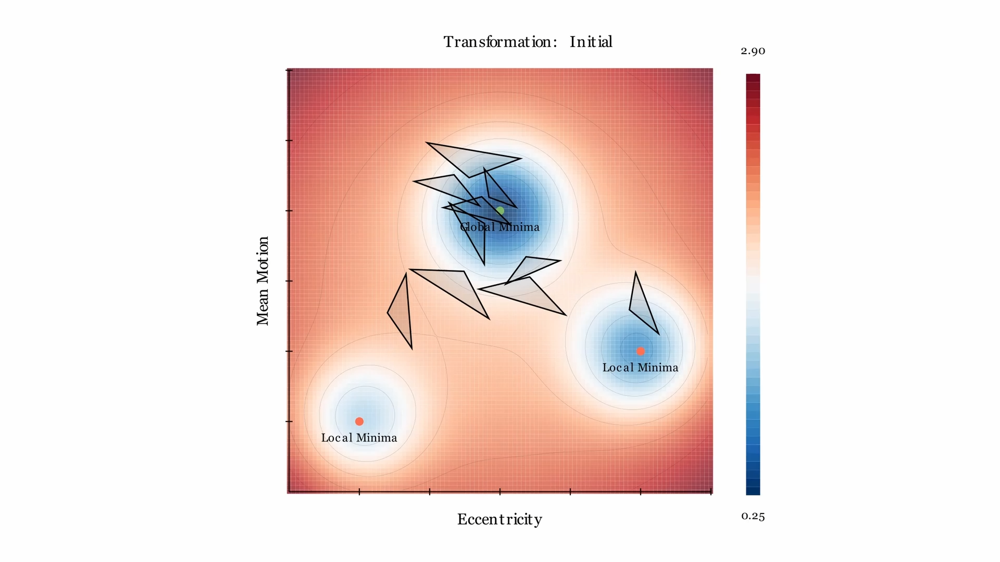 Transformation: Initial
2.90
Global Minima
Mean Motion
Local Minima
Local Minima
Eccentricity
0.25